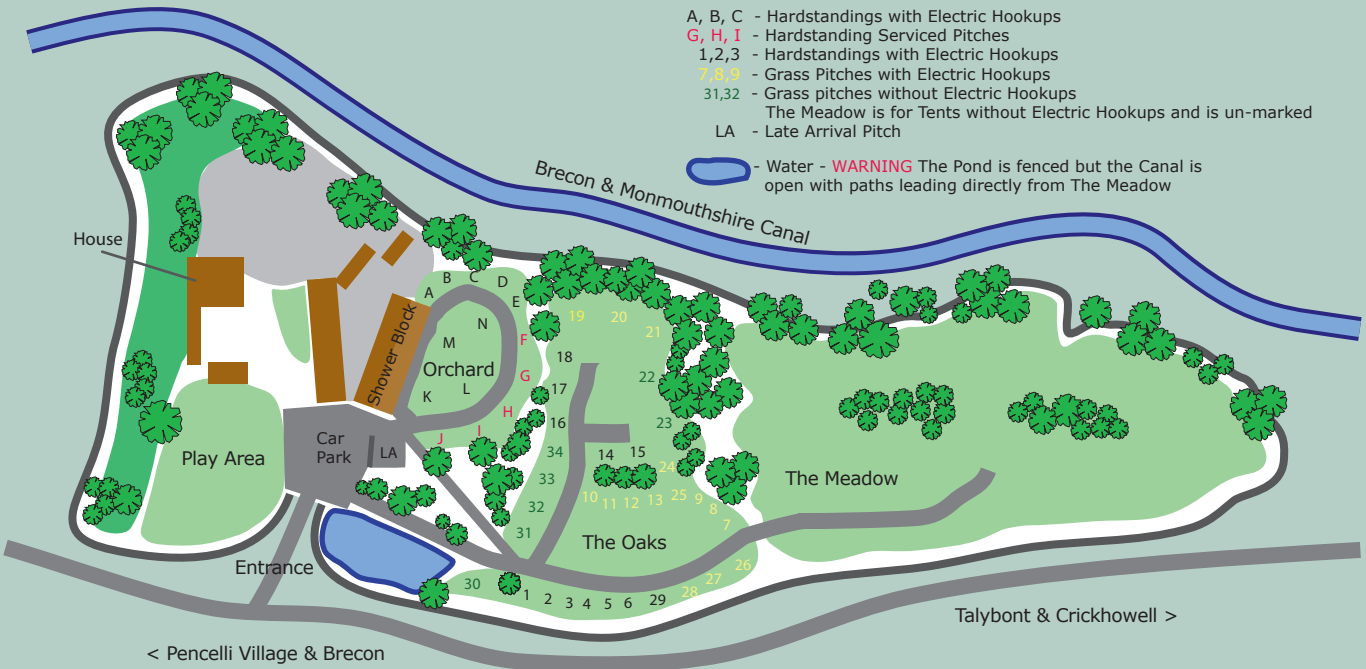 A, B, C - Hardstandings with Electric Hookups
G, H, I - Hardstanding Serviced Pitches
1,2,3 - Hardstandings with Electric Hookups
7,8,9 - Grass Pitches with Electric Hookups
31,32 - Grass pitches without Electric Hookups
The Meadow is for Tents without Electric Hookups and is un-marked
LA - Late Arrival Pitch
- Water - WARNING The Pond is fenced but the Canal is
open with paths leading directly from The Meadow
Brecon & Monmouthshire Canal
House
Shower Block
A
B
C
D
E
F
G
H
I
J
K
L
M
N
Orchard
Car
Park
LA
Play Area
Entrance
19
20
21
18
22
17
16
23
34
14
15
24
33
10
11
12
13
25
9
8
7
32
31
The Oaks
The Meadow
30
1
2
3
4
5
6
29
28
27
26
Talybont & Crickhowell >
< Pencelli Village & Brecon